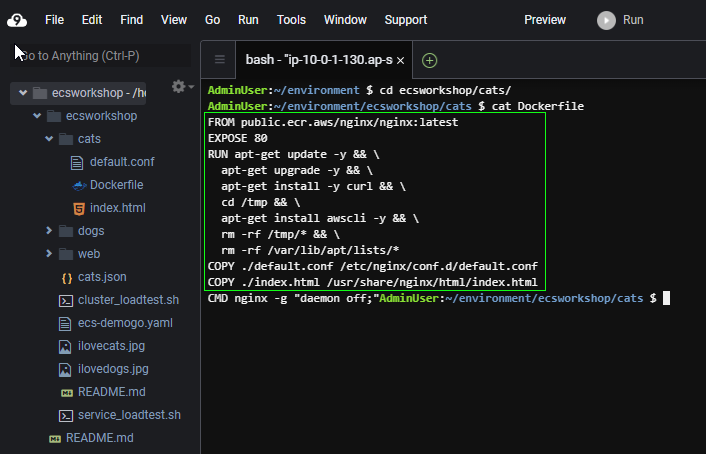 9
File Edit Find View Go Run Tools Window Support Preview Run
Go to Anything (Ctrl-P)
bash - "ip-10-0-1-130.ap-s
ecsworkshop - /ho
ecsworkshop
cats
default.conf
Dockerfile
index.html
dogs
web
cats.json
cluster_loadtest.sh
ecs-demogo.yaml
ilovecats.jpg
ilovedogs.jpg
README.md
service_loadtest.sh
README.md
AdminUser:~/environment $ cd ecsworkshop/cats/
AdminUser:~/environment/ecsworkshop/cats $ cat Dockerfile
FROM public.ecr.aws/nginx/nginx:latest
EXPOSE 80
RUN apt-get update -y && \
apt-get upgrade -y && \
apt-get install -y curl && \
cd /tmp && \
apt-get install awscli -y && \
rm -rf /tmp/* && \
rm -rf /var/lib/apt/lists/*
COPY ./default.conf /etc/nginx/conf.d/default.conf
COPY ./index.html /usr/share/nginx/html/index.html
CMD nginx -g "daemon off;"AdminUser:~/environment/ecsworkshop/cats $